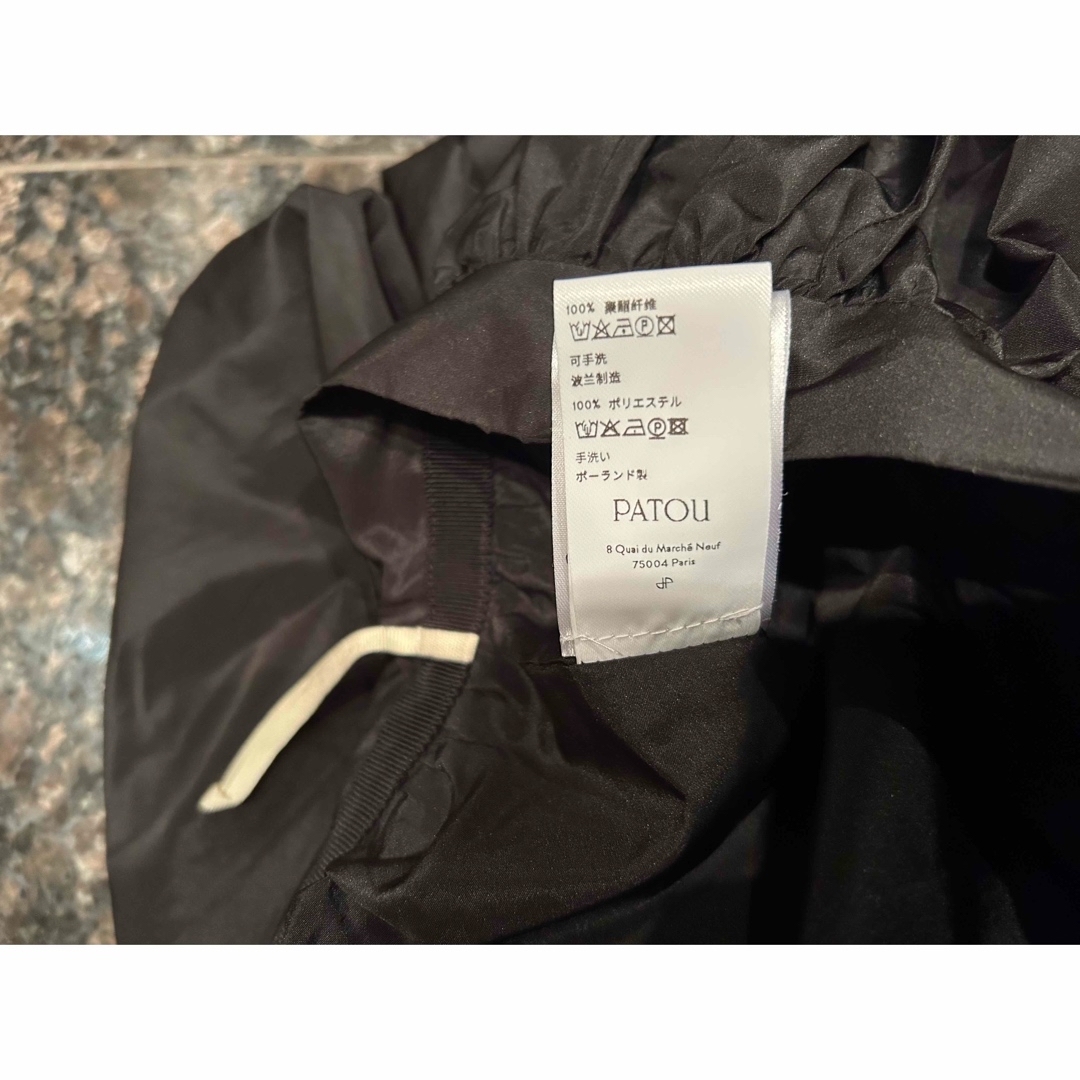 100% 聚酯纤维
可手洗
波兰制造
100% ポリエステル
手洗い
ポーランド製
PATOU
8 Quai du Marché Neuf
75004 Paris